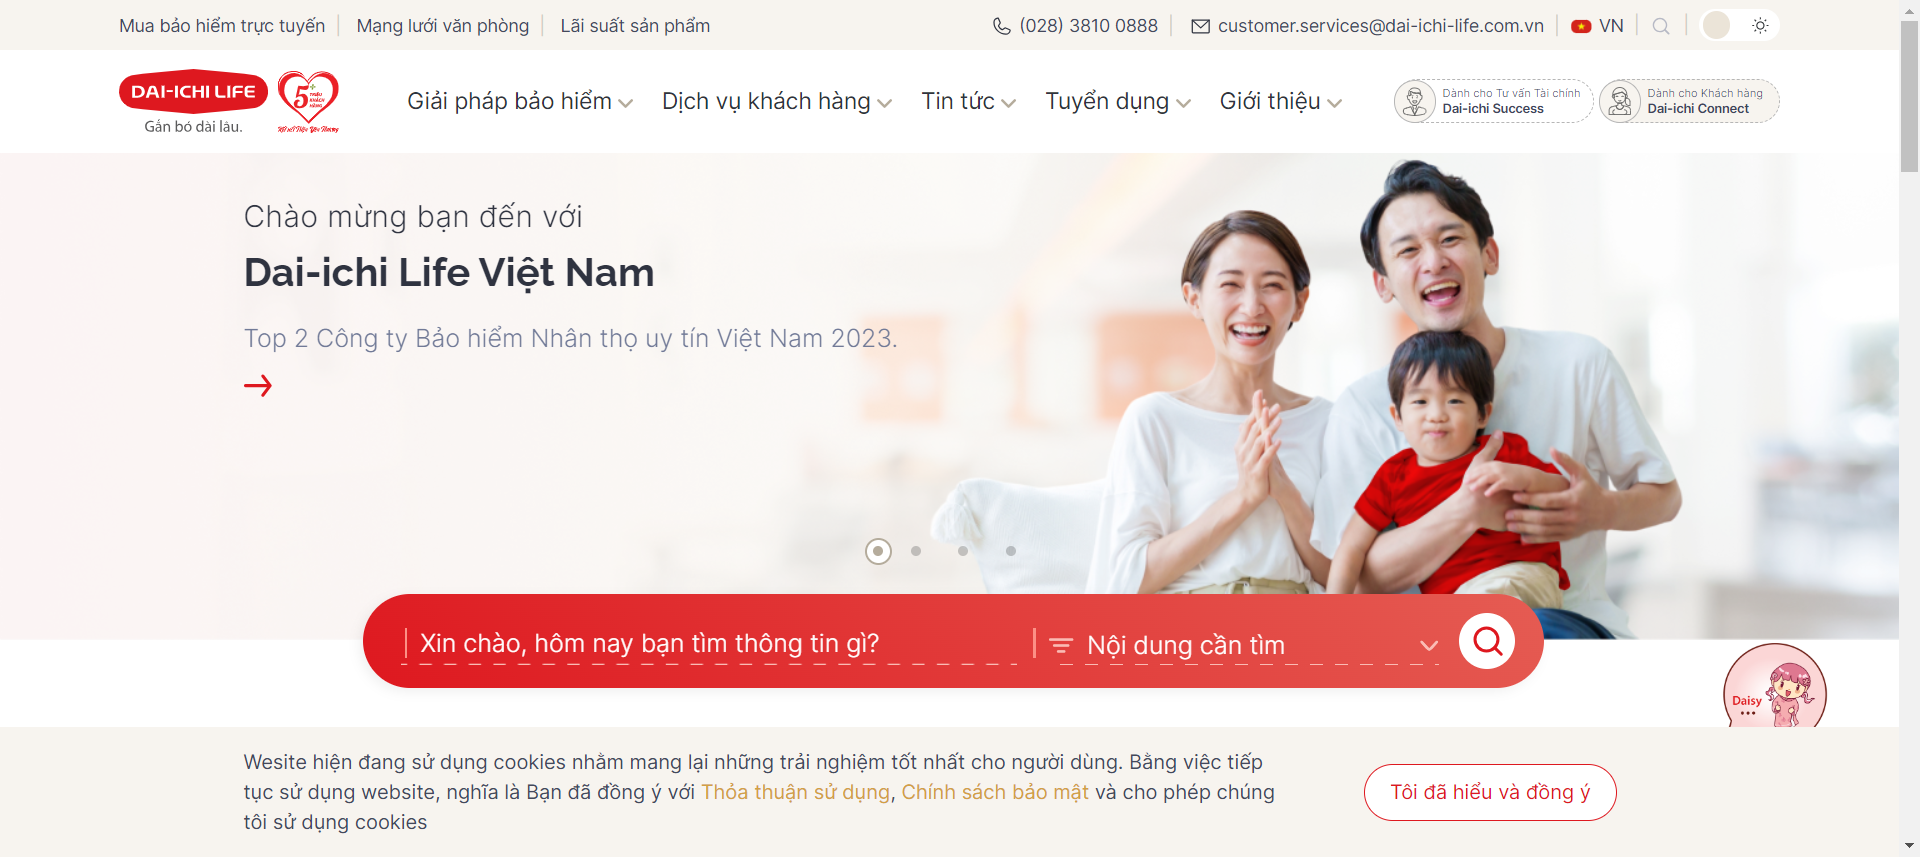 Mua bảo hiểm trực tuyến
Mạng lưới văn phòng
Lãi suất sản phẩm
(028) 3810 0888
customer.services@dai-ichi-life.com.vn
VN
DAI-ICHI LIFE
Gắn bó dài lâu.
5+
TRIỆU
KHÁCH
HÀNG
Giải pháp bảo hiểm
Dịch vụ khách hàng
Tin tức
Tuyển dụng
Giới thiệu
Dành cho Tư vấn Tài chính
Dai-ichi Success
Dành cho Khách hàng
Dai-ichi Connect
Chào mừng bạn đến với
Dai-ichi Life Việt Nam
Top 2 Công ty Bảo hiểm Nhân thọ uy tín Việt Nam 2023.
Xin chào, hôm nay bạn tìm thông tin gì?
Nội dung cần tìm
Daisy
Wesite hiện đang sử dụng cookies nhằm mang lại những trải nghiệm tốt nhất cho người dùng. Bằng việc tiếp
tục sử dụng website, nghĩa là Bạn đã đồng ý với Thỏa thuận sử dụng, Chính sách bảo mật và cho phép chúng
tôi sử dụng cookies
Tôi đã hiểu và đồng ý